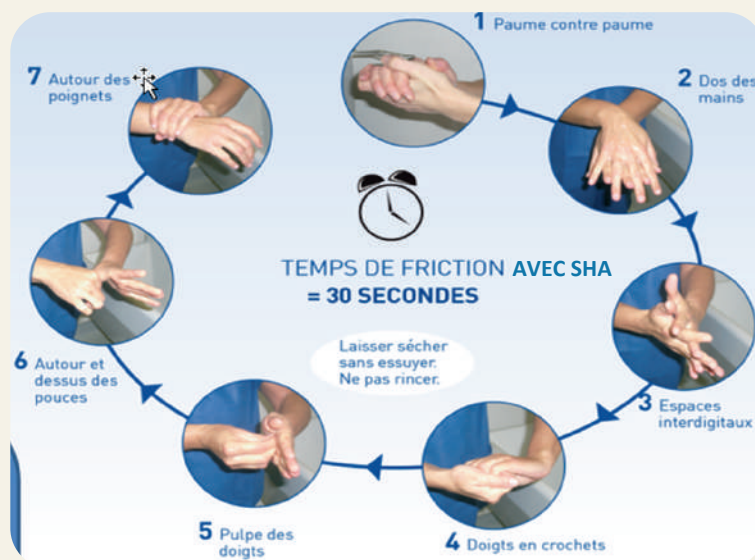 1 Paume contre paume
2 Dos des
mains
3 Espaces
interdigitaux
4 Doigts en crochets
5 Pulpe des
doigts
6 Autour et
dessus des
pouces
7 Autour des
poignets
TEMPS DE FRICTION AVEC SHA
= 30 SECONDES
Laisser sécher
sans essuyer.
Ne pas rincer.